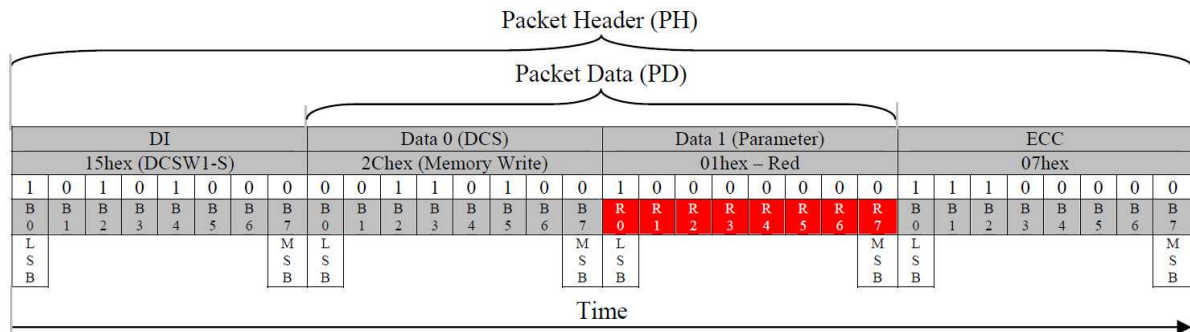 Packet Header (PH)
Packet Data (PD)
DI Data 0 (DCS) Data 1 (Parameter) ECC
15hex (DCSW1-S) 2Chex (Memory Write) 01hex – Red 07hex
1 0 1 0 1 0 0 0 0 0 1 1 0 1 0 0 1 0 0 0 0 0 0 0 1 1 1 0 0 0 0 0
B B B B B B B B B B B B B B B B R R R R R R R R B B B B B B B B
0 1 2 3 4 5 6 7 0 1 2 3 4 5 6 7 0 1 2 3 4 5 6 7 0 1 2 3 4 5 6 7
L M L M L M L M
S S S S S S S S
B B B B B B B B
Time